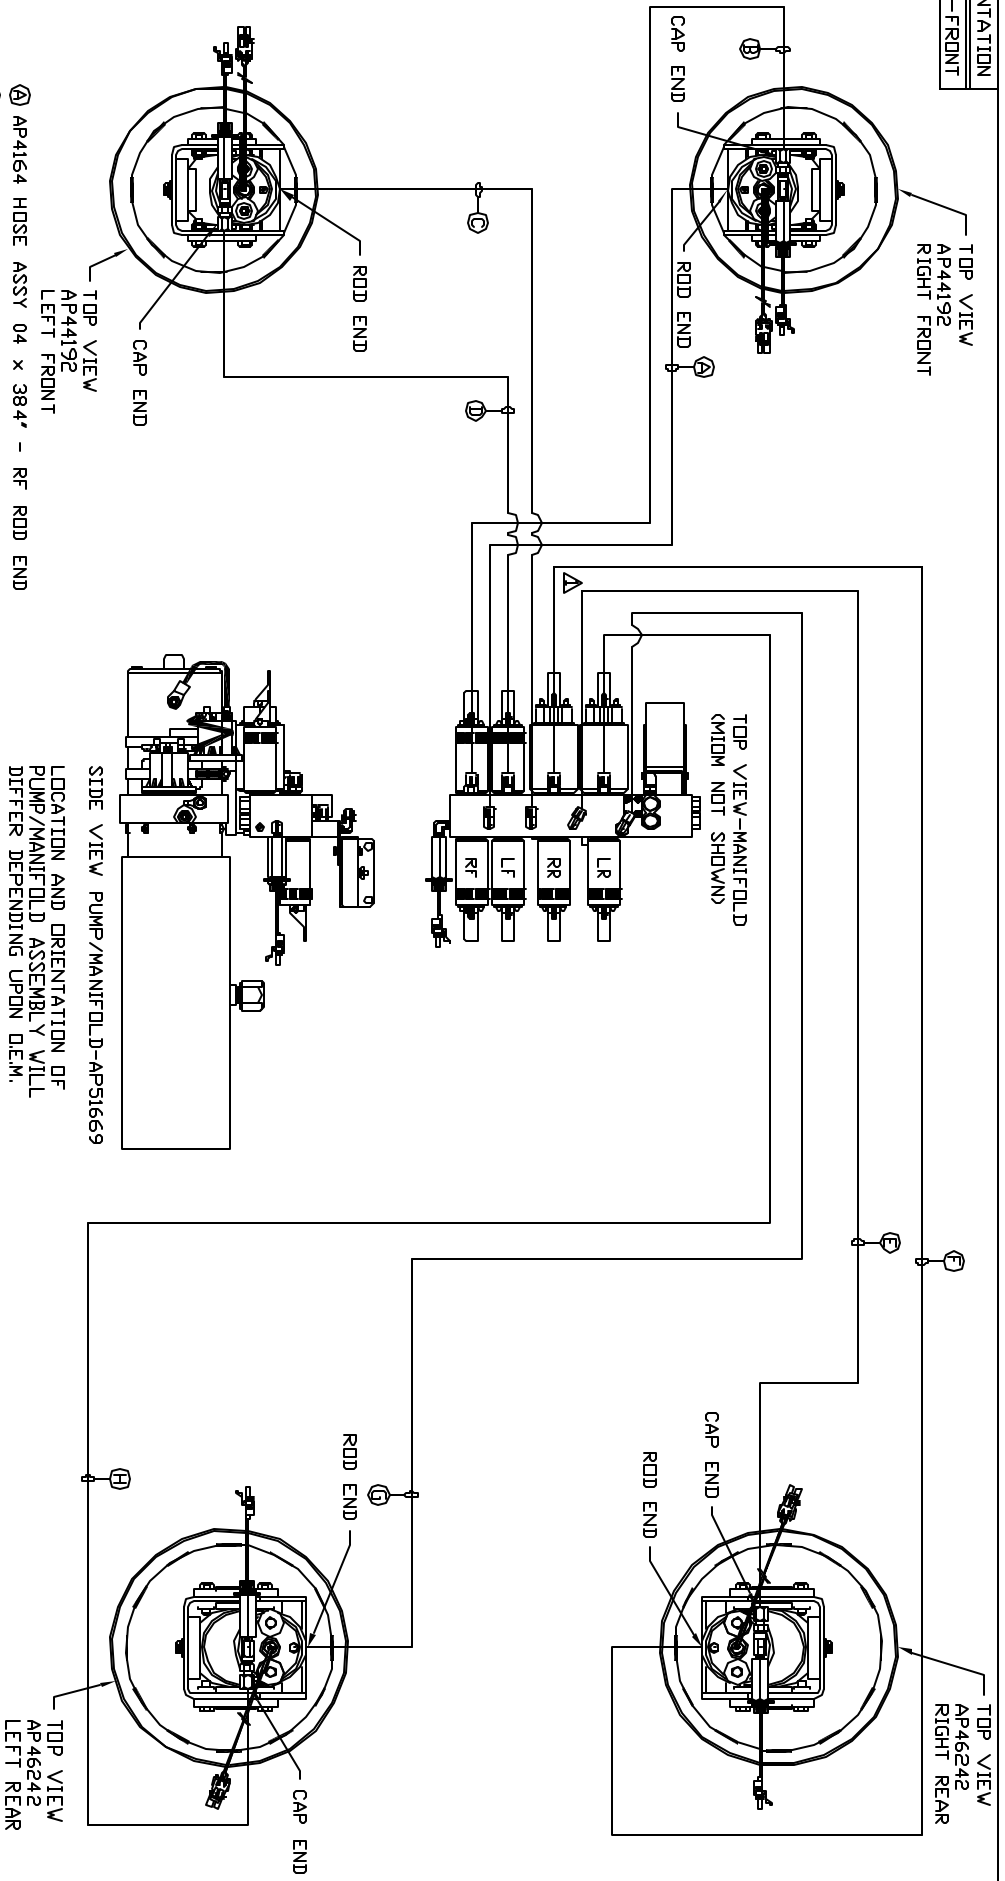 NTATION
-FRONT
TOP VIEW
AP44192
RIGHT FRONT
B
CAP END
ROD END
A
C
ROD END
D
CAP END
TOP VIEW
AP44192
LEFT FRONT
A AP4164 HOSE ASSY 04 x 384" - RF ROD END
1
TOP VIEW-MANIFOLD
(MIOM NOT SHOWN)
LR
RR
LF
RF
SIDE VIEW PUMP/MANIFOLD-AP51669
LOCATION AND ORIENTATION OF
PUMP/MANIFOLD ASSEMBLY WILL
DIFFER DEPENDING UPON O.E.M.
F
E
TOP VIEW
AP46242
RIGHT REAR
CAP END
ROD END
G
ROD END
H
CAP END
TOP VIEW
AP46242
LEFT REAR